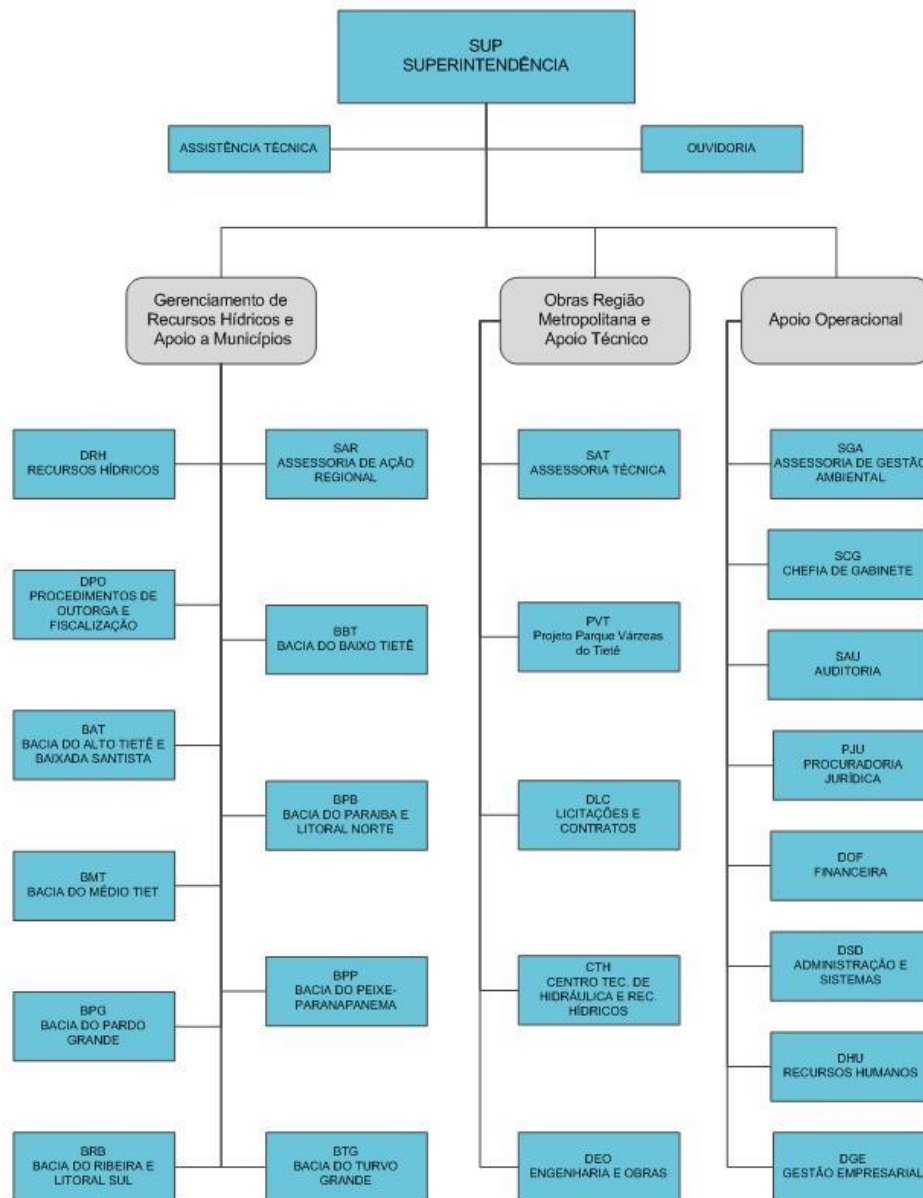 SUP
SUPERINTENDÊNCIA
ASSISTÊNCIA TÉCNICA
OUVIDORIA
Gerenciamento de
Recursos Hídricos e
Apoio a Municípios
Obras Região
Metropolitana e
Apoio Técnico
Apoio Operacional
DRH
RECURSOS HÍDRICOS
SAR
ASSESSORIA DE AÇÃO
REGIONAL
SAT
ASSESSORIA TÉCNICA
SGA
ASSESSORIA DE GESTÃO
AMBIENTAL
DPO
PROCEDIMENTOS DE
OUTORGA E
FISCALIZAÇÃO
BBT
BACIA DO BAIXO TIETÊ
PVT
Projeto Parque Várzeas
do Tietê
SCG
CHEFIA DE GABINETE
SAU
AUDITORIA
BAT
BACIA DO ALTO TIETÊ E
BAIXADA SANTISTA
BPB
BACIA DO PARAIBA E
LITORAL NORTE
DLC
LICITAÇÕES E
CONTRATOS
PJU
PROCURADORIA
JURÍDICA
BMT
BACIA DO MÉDIO TIET
DOF
FINANCEIRA
BPP
BACIA DO PEIXE-
PARANAPANEMA
CTH
CENTRO TEC. DE
HIDRÁULICA E REC.
HÍDRICOS
DSD
ADMINISTRAÇÃO E
SISTEMAS
BPG
BACIA DO PARDO
GRANDE
DHU
RECURSOS HUMANOS
BRB
BACIA DO RIBEIRA E
LITORAL SUL
BTG
BACIA DO TURVO
GRANDE
DEO
ENGENHARIA E OBRAS
DGE
GESTÃO EMPRESARIAL